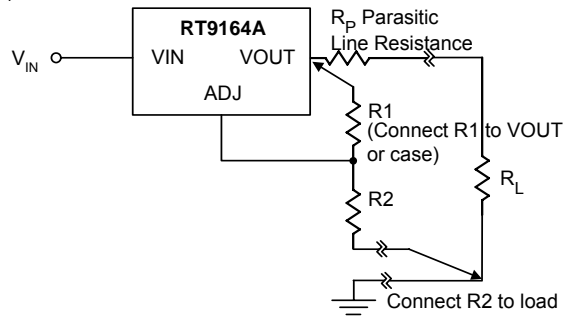 RT9164A
R_P Parasitic
Line Resistance
V_IN
VIN
VOUT
ADJ
R1
(Connect R1 to VOUT
or case)
R_L
R2
Connect R2 to load